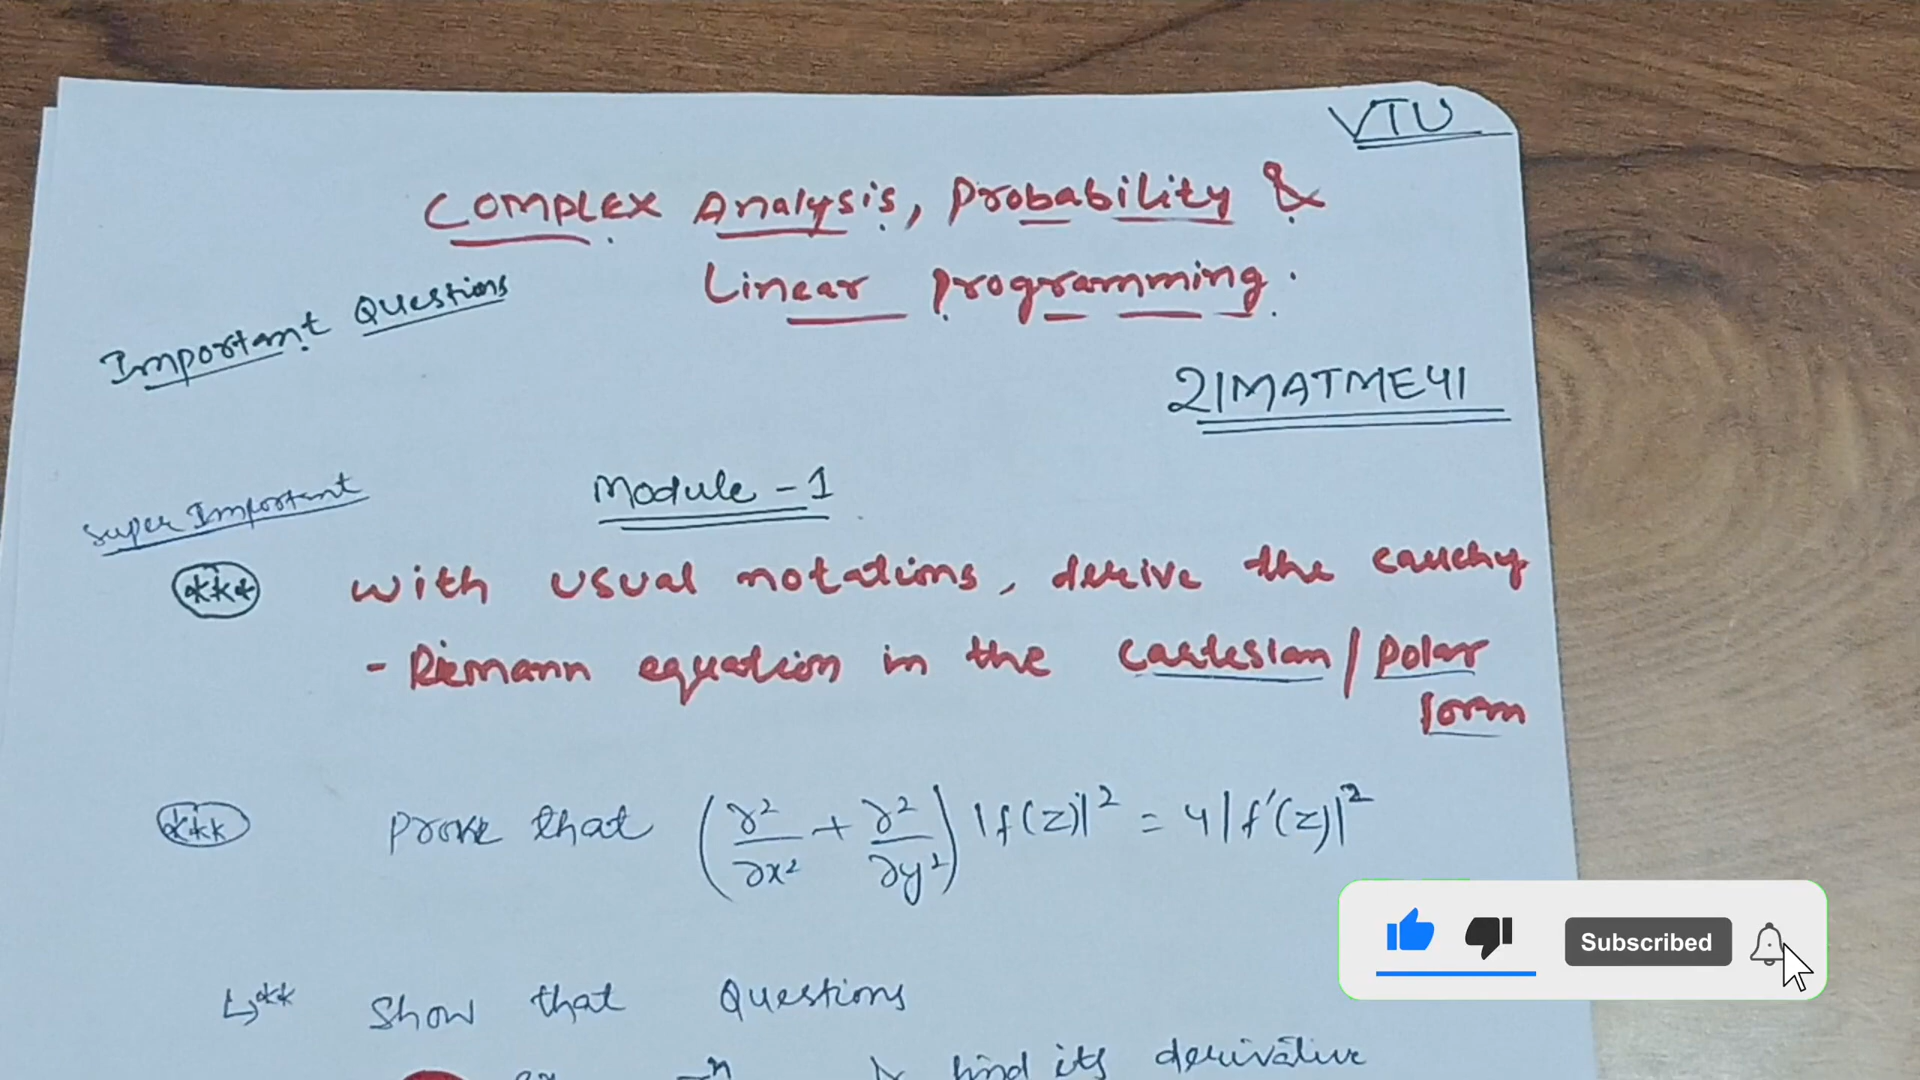 VTU
Complex Analysis, Probability &
Linear programming.
Important Questions
21MATME41
Module - 1
Super Important
*** With usual notations, derive the cauchy
- Riemann equation in the Cartesian / polar
form
*** prove that (∂²/∂x² + ∂²/∂y²) |f(z)|² = 4|f'(z)|²
Subscribed
↳** Show that Questions
find its derivative